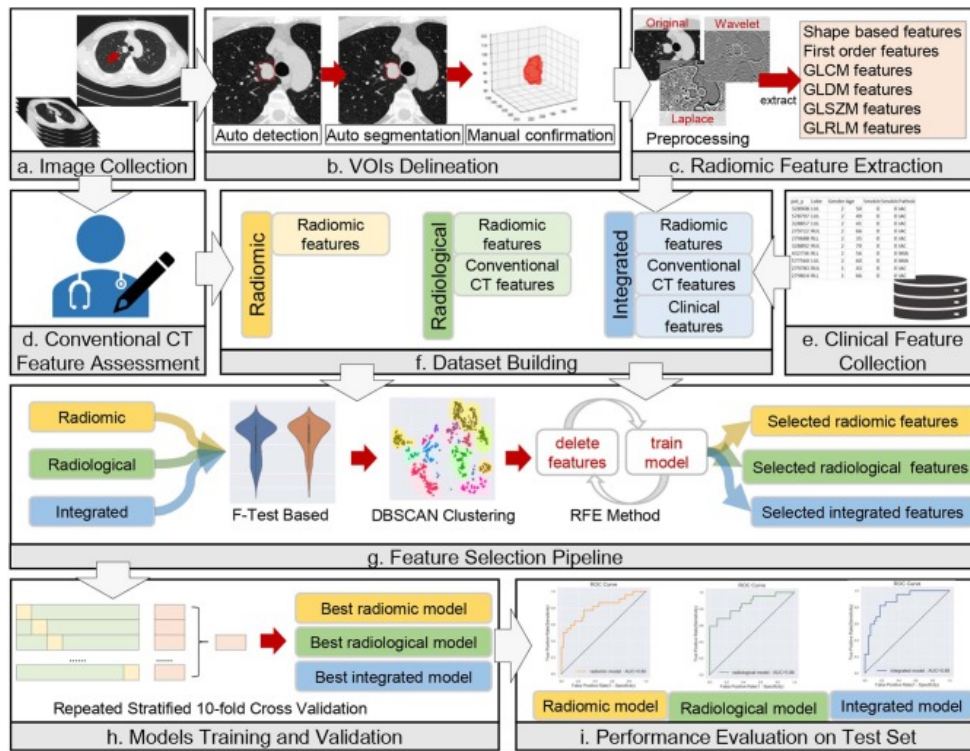 Auto detection
Auto segmentation
Manual confirmation
Original
Wavelet
Laplace
Preprocessing
extract
Shape based features
First order features
GLCM features
GLDM features
GLSZM features
GLRLM features
a. Image Collection
b. VOIs Delineation
c. Radiomic Feature Extraction
d. Conventional CT
Feature Assessment
Radiomic
Radiomic
features
Radiological
Radiomic
features
Conventional
CT features
Integrated
Radiomic
features
Conventional
CT features
Clinical
features
f. Dataset Building
e. Clinical Feature
Collection
Radiomic
Radiological
Integrated
F-Test Based
DBSCAN Clustering
delete
features
train
model
RFE Method
Selected radiomic features
Selected radiological features
Selected integrated features
g. Feature Selection Pipeline
......
......
Repeated Stratified 10-fold Cross Validation
Best radiomic model
Best radiological model
Best integrated model
h. Models Training and Validation
ROC Curve
ROC Curve
ROC Curve
Radiomic model
Radiological model
Integrated model
i. Performance Evaluation on Test Set